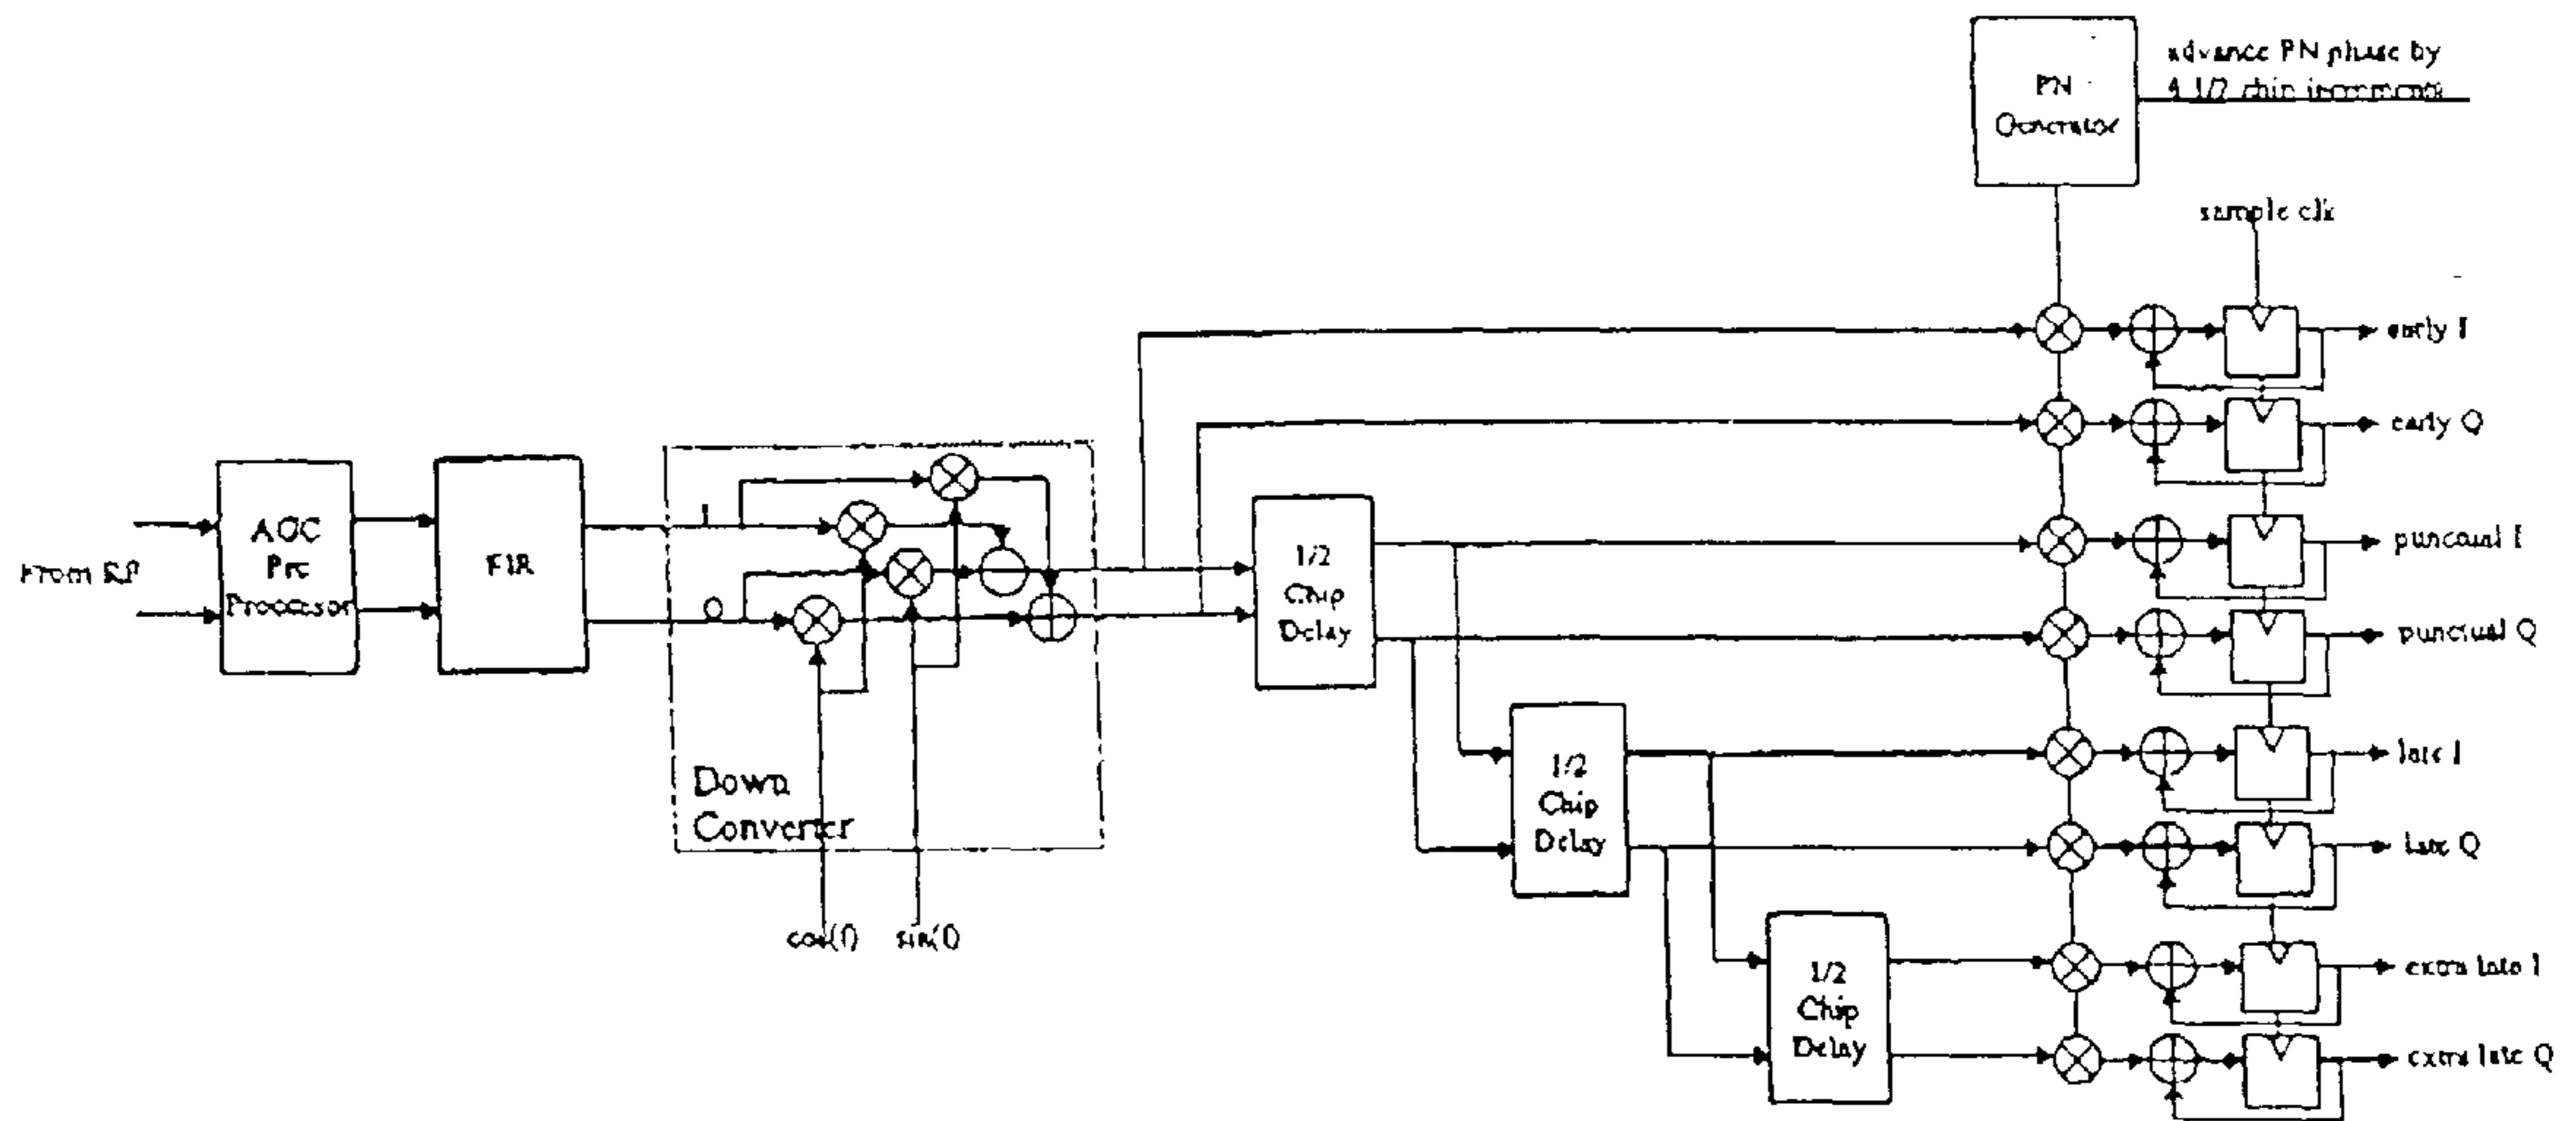 PN
Generator
advance PN phase by
4 1/2 chip increments
sample clk
early I
early Q
punctual I
punctual Q
late I
late Q
extra late I
extra late Q
From RF
AGC
Pre
Processor
FIR
I
Q
Down
Converter
cos(f)
sin(f)
1/2
Chip
Delay
1/2
Chip
Delay
1/2
Chip
Delay